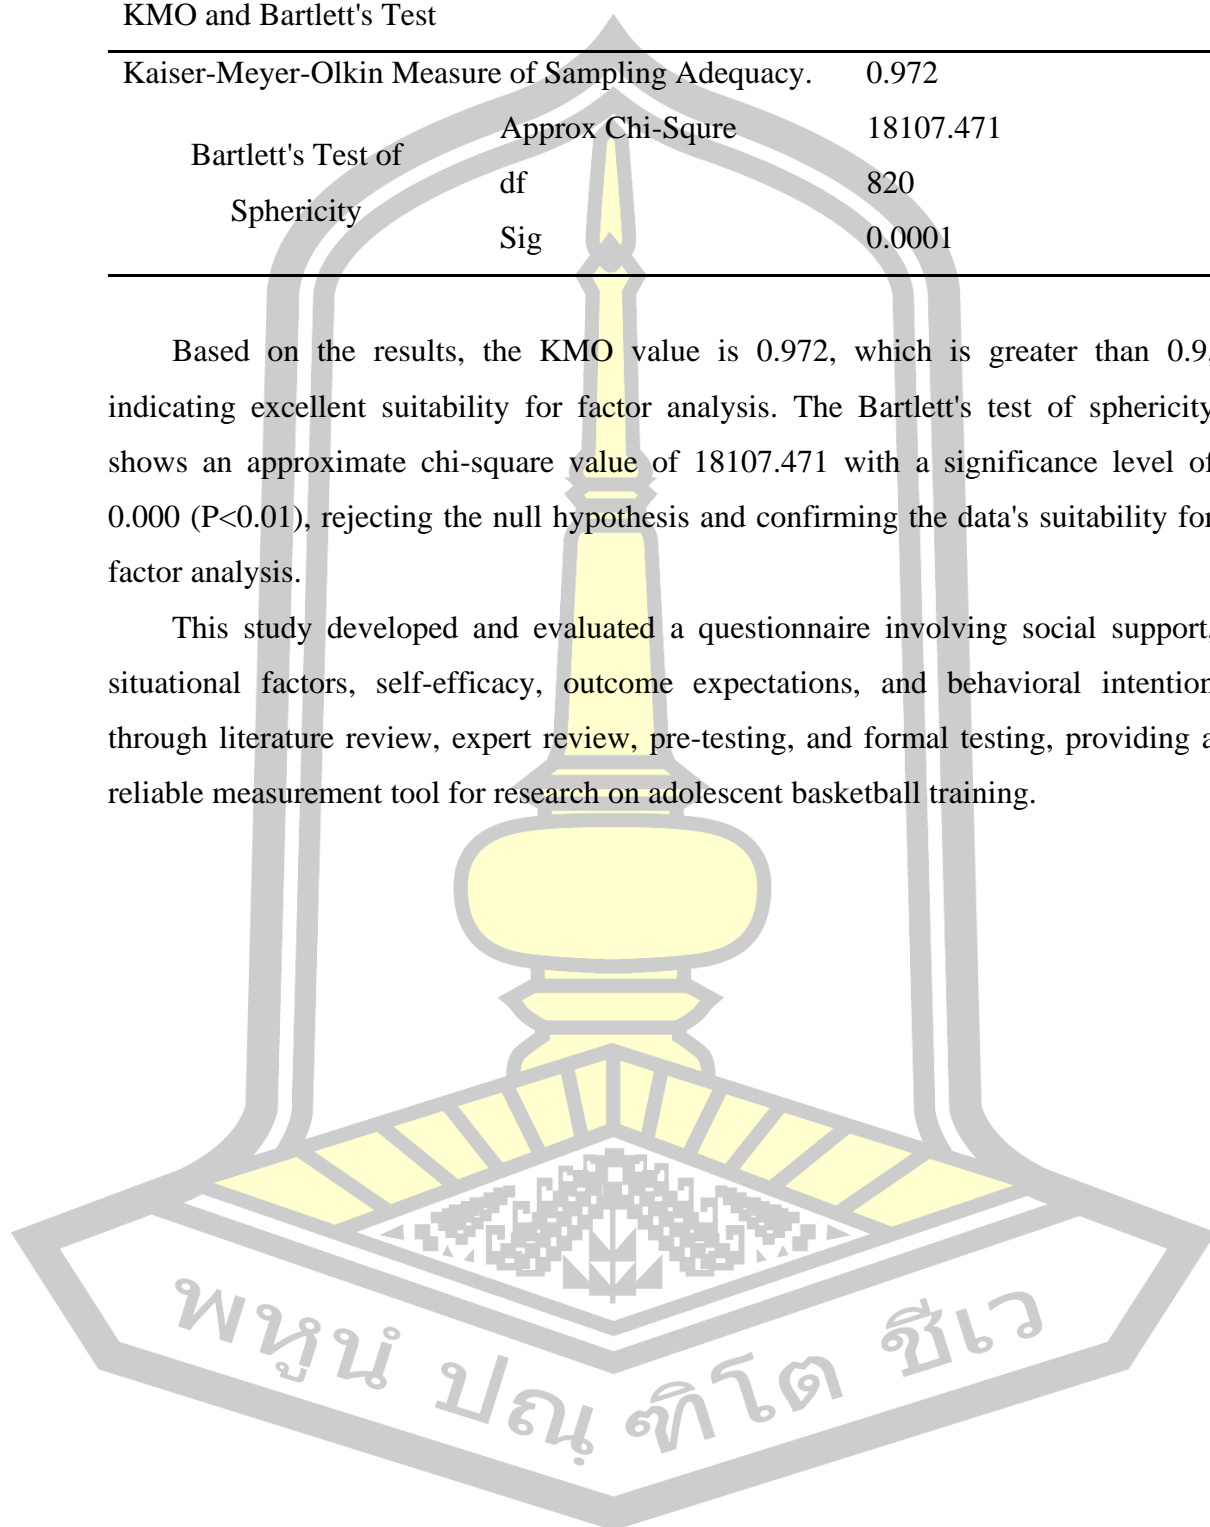 KMO and Bartlett's Test
Kaiser-Meyer-Olkin Measure of Sampling Adequacy. 0.972
Bartlett's Test of Sphericity Approx Chi-Squre 18107.471
df 820
Sig 0.0001
Based on the results, the KMO value is 0.972, which is greater than 0.9,
indicating excellent suitability for factor analysis. The Bartlett's test of sphericity
shows an approximate chi-square value of 18107.471 with a significance level of
0.000 (P<0.01), rejecting the null hypothesis and confirming the data's suitability for
factor analysis.
This study developed and evaluated a questionnaire involving social support,
situational factors, self-efficacy, outcome expectations, and behavioral intention
through literature review, expert review, pre-testing, and formal testing, providing a
reliable measurement tool for research on adolescent basketball training.
พหูนํ ปณฺฑิโต ชีเว